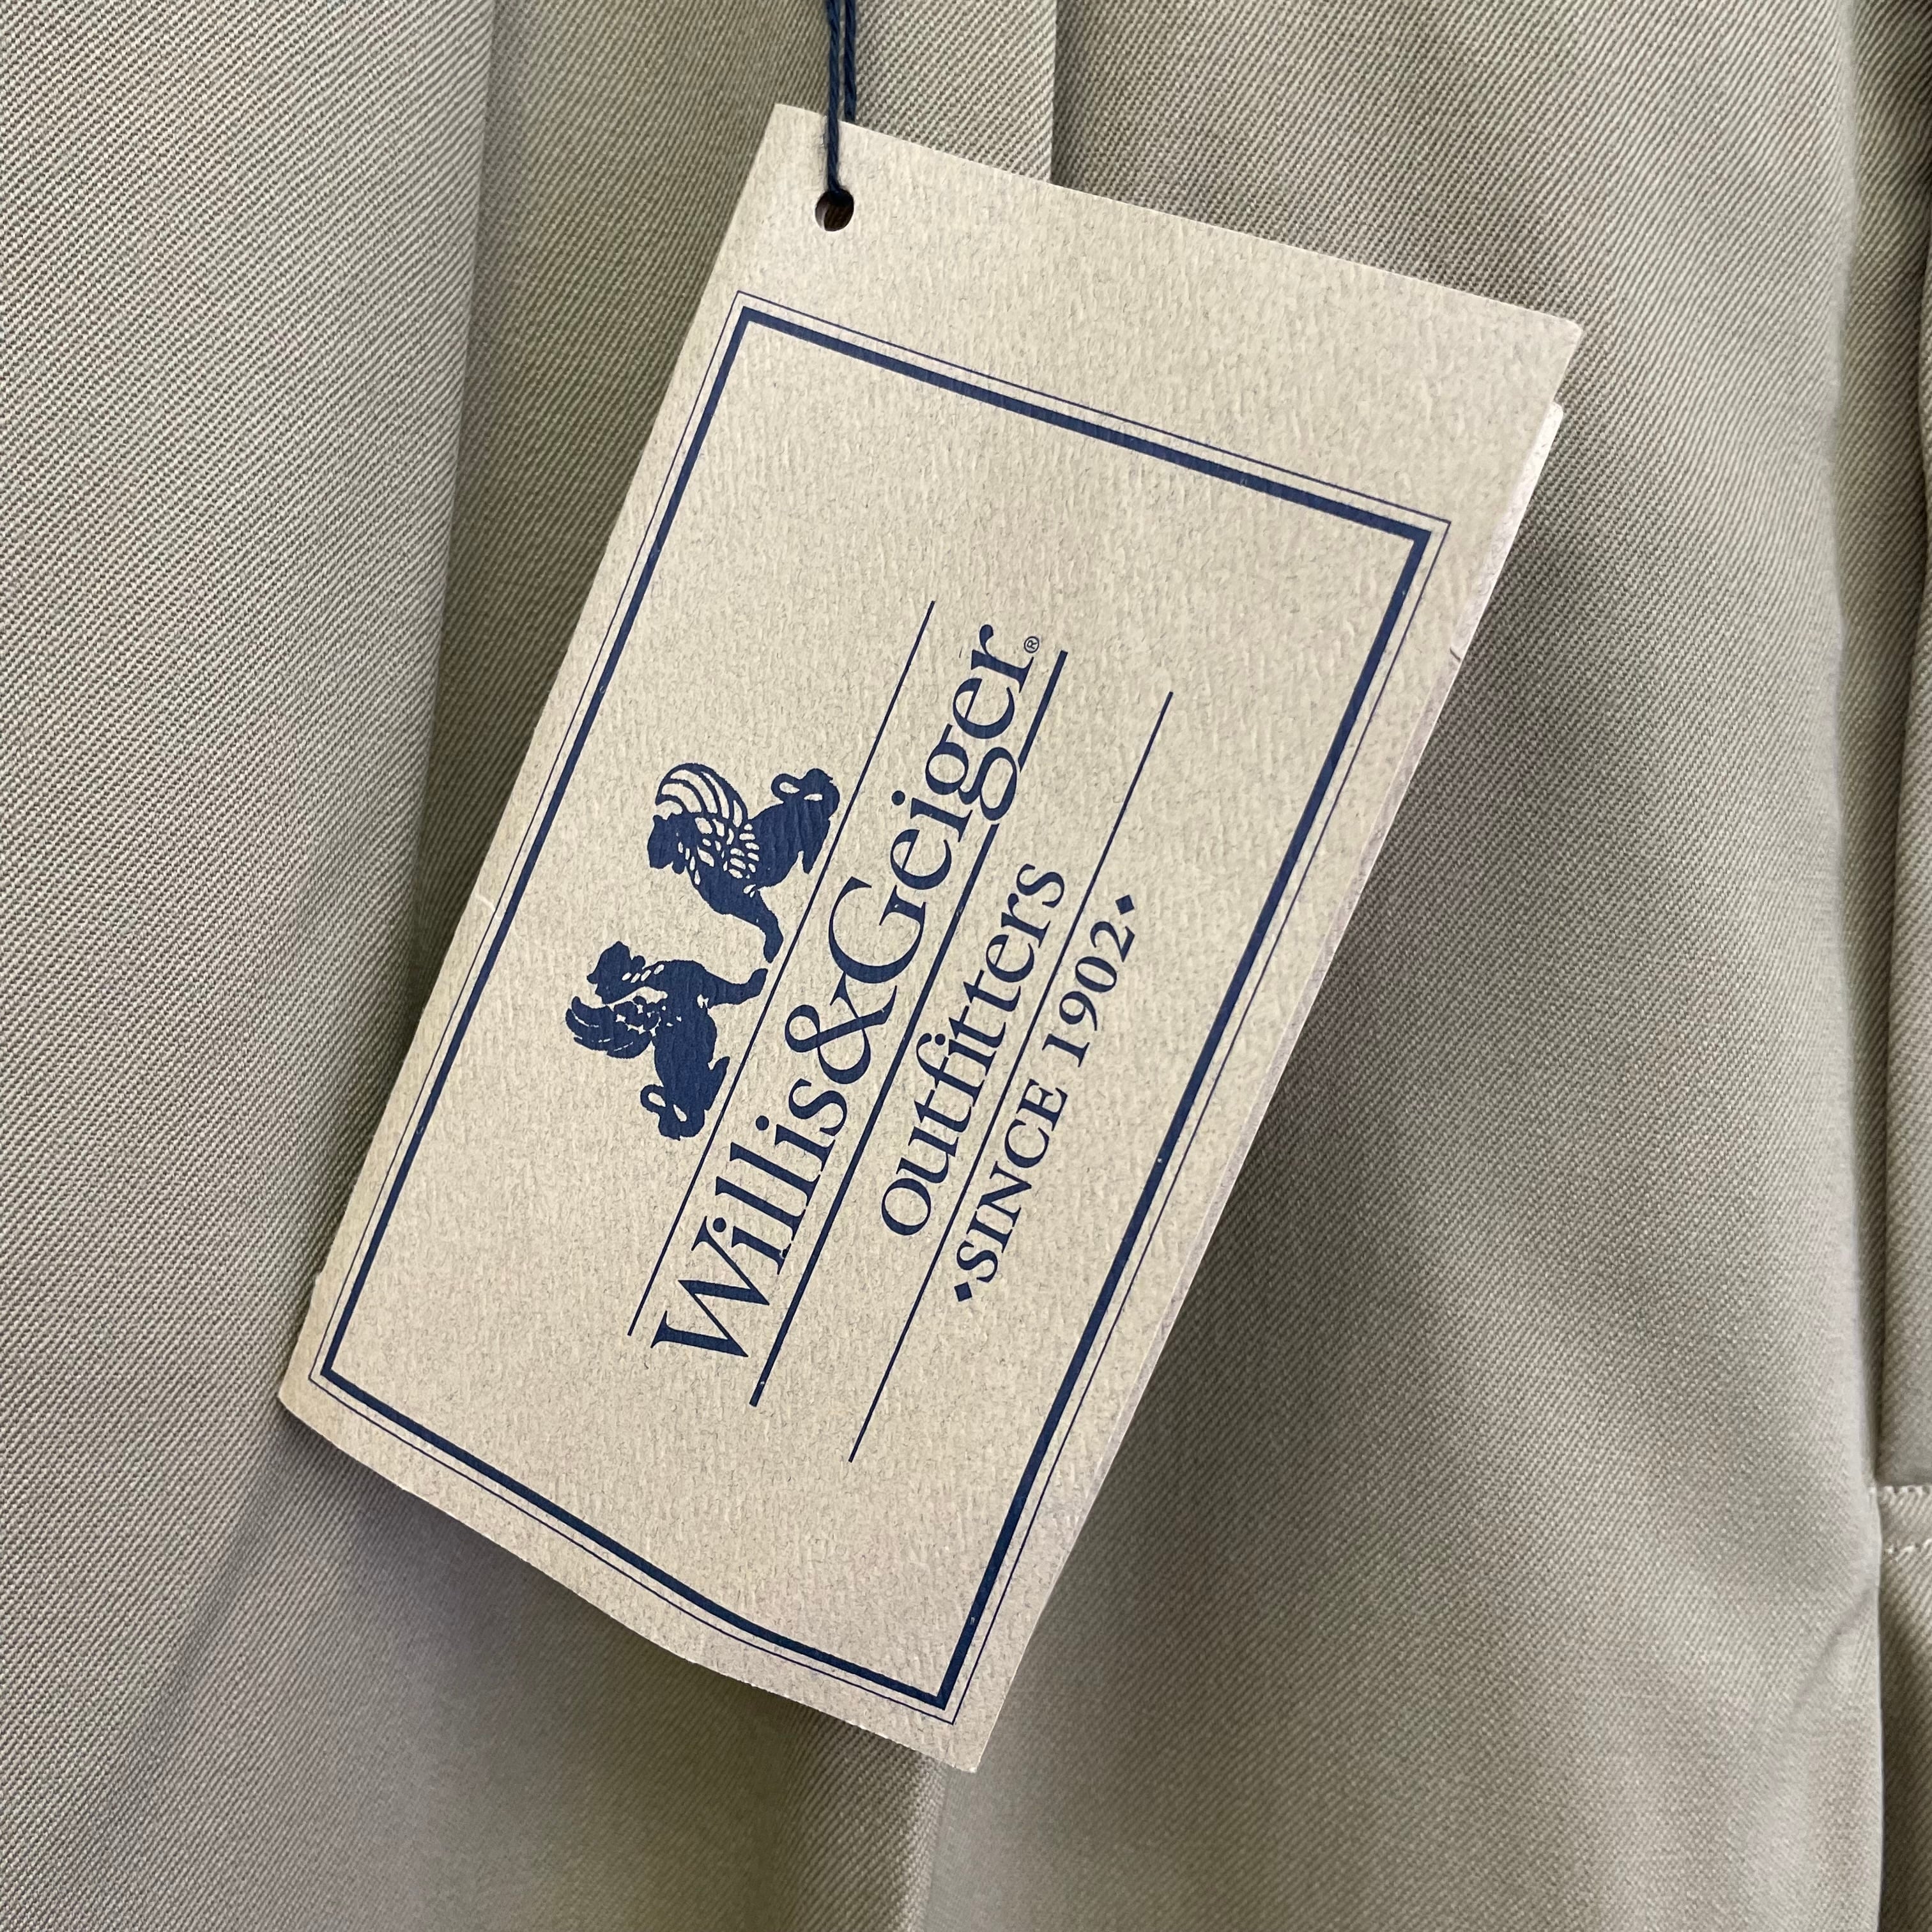 Willis&Geiger®
Outfitters
◆SINCE 1902◆